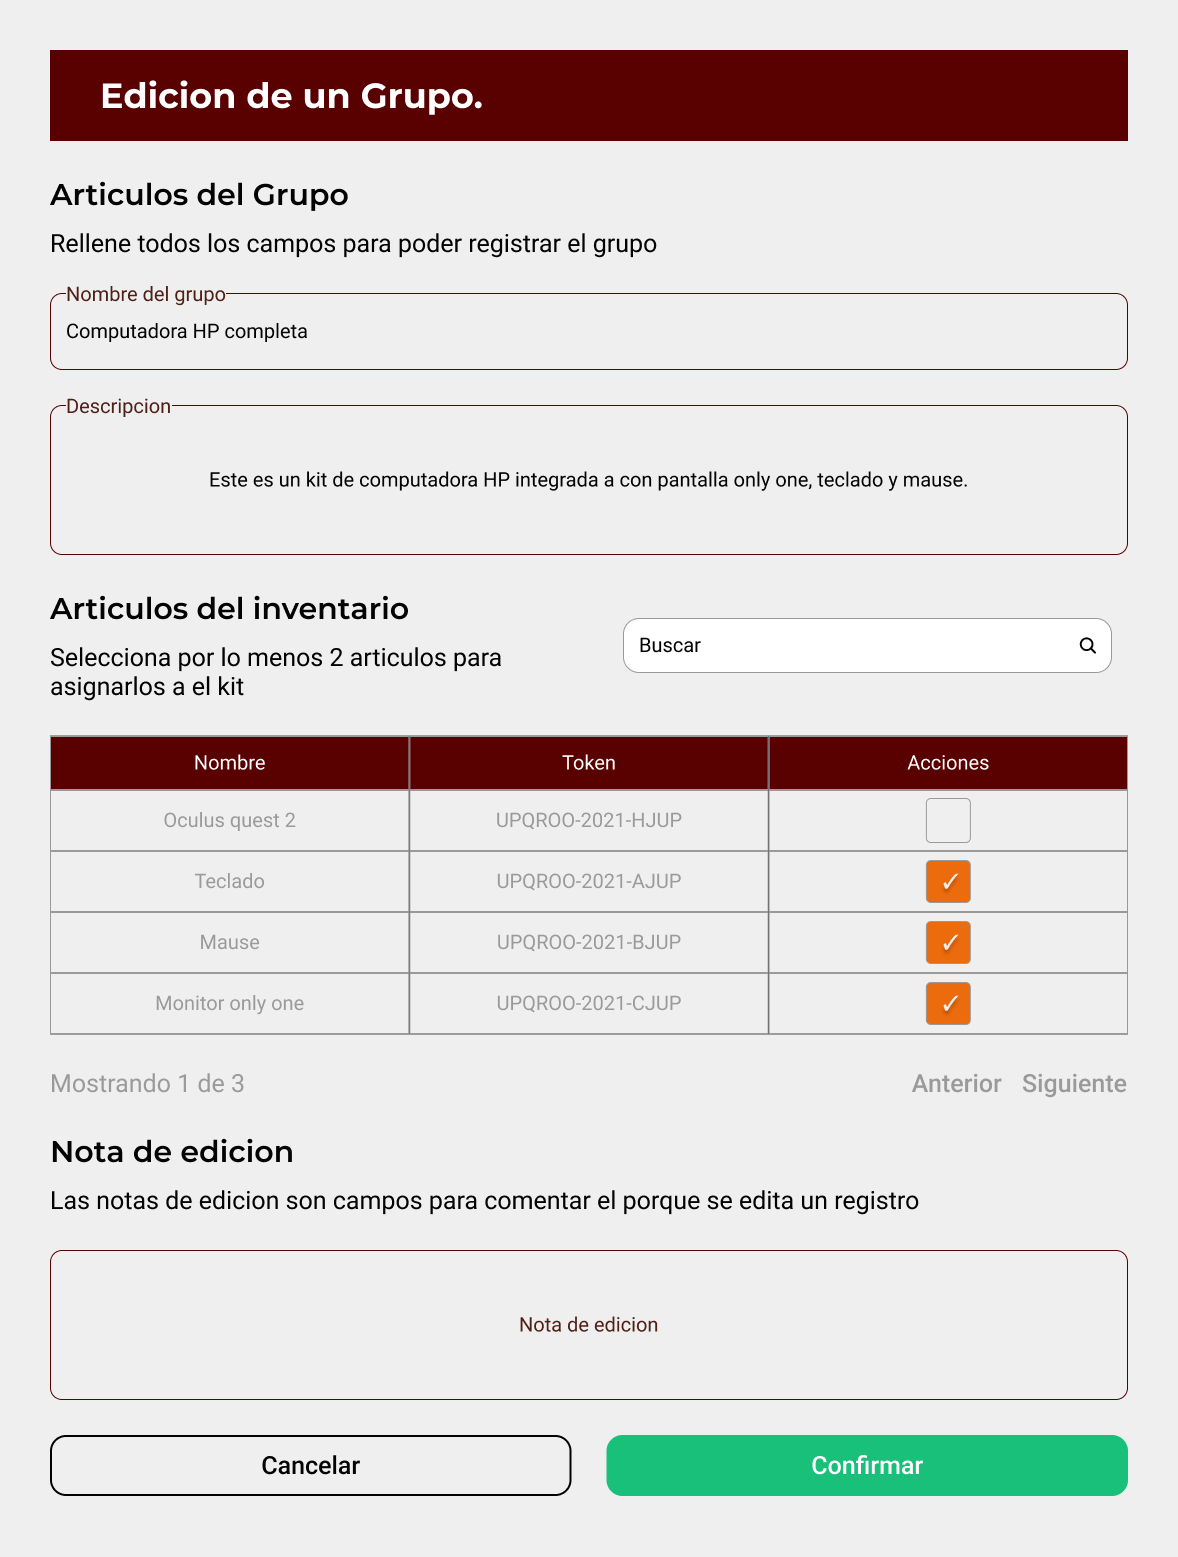 Edicion de un Grupo.
Articulos del Grupo
Rellene todos los campos para poder registrar el grupo
Nombre del grupo
Computadora HP completa
Descripcion
Este es un kit de computadora HP integrada a con pantalla only one, teclado y mause.
Articulos del inventario
Selecciona por lo menos 2 articulos para
asignarlos a el kit
Buscar
Nombre Token Acciones
Oculus quest 2 UPQROO-2021-HJUP
Teclado UPQROO-2021-AJUP ✓
Mause UPQROO-2021-BJUP ✓
Monitor only one UPQROO-2021-CJUP ✓
Mostrando 1 de 3 Anterior Siguiente
Nota de edicion
Las notas de edicion son campos para comentar el porque se edita un registro
Nota de edicion
Cancelar Confirmar